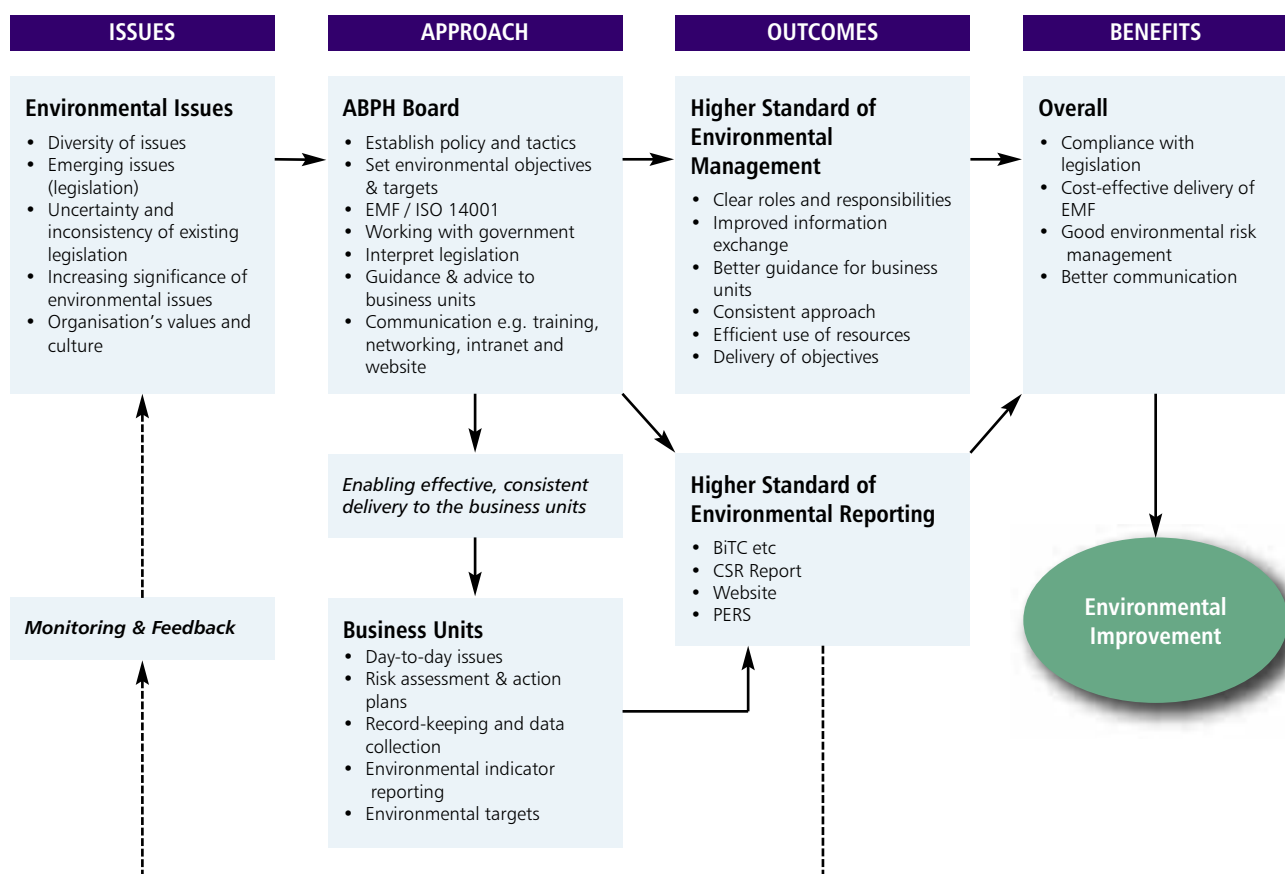 ISSUES
APPROACH
OUTCOMES
BENEFITS
Environmental Issues
• Diversity of issues
• Emerging issues
(legislation)
• Uncertainty and
inconsistency of existing
legislation
• Increasing significance of
environmental issues
• Organisation's values and
culture
ABPH Board
• Establish policy and tactics
• Set environmental objectives
& targets
• EMF / ISO 14001
• Working with government
• Interpret legislation
• Guidance & advice to
business units
• Communication e.g. training,
networking, intranet and
website
Higher Standard of
Environmental
Management
• Clear roles and responsibilities
• Improved information
exchange
• Better guidance for business
units
• Consistent approach
• Efficient use of resources
• Delivery of objectives
Overall
• Compliance with
legislation
• Cost-effective delivery of
EMF
• Good environmental risk
management
• Better communication
Enabling effective, consistent
delivery to the business units
Higher Standard of
Environmental Reporting
• BiTC etc
• CSR Report
• Website
• PERS
Monitoring & Feedback
Business Units
• Day-to-day issues
• Risk assessment & action
plans
• Record-keeping and data
collection
• Environmental indicator
reporting
• Environmental targets
Environmental
Improvement